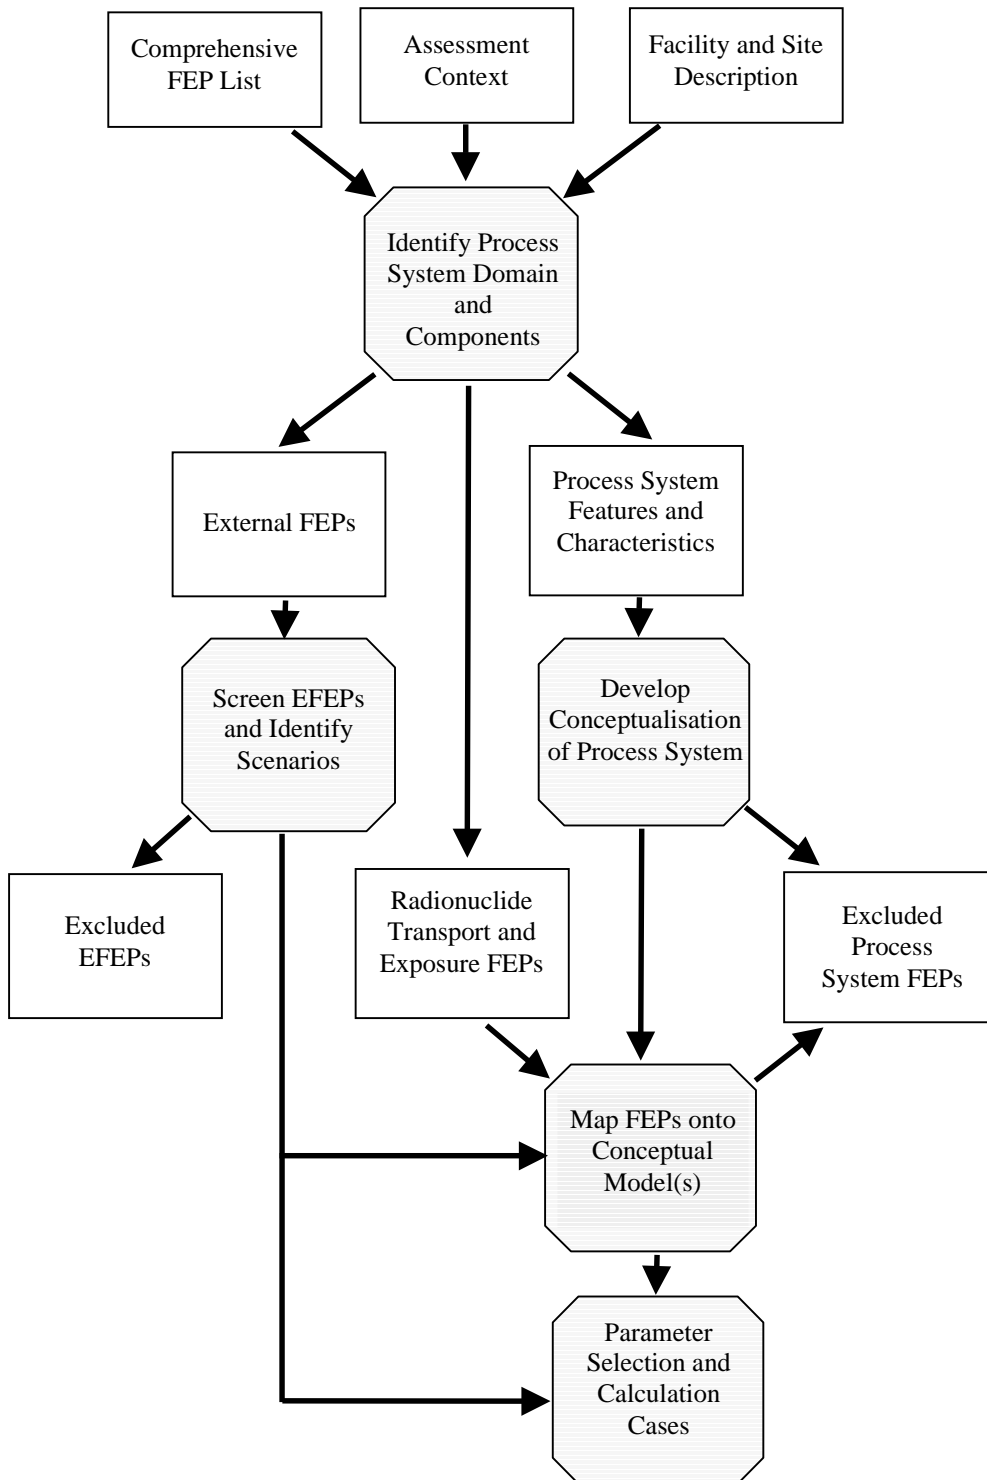 Comprehensive
FEP List
Assessment
Context
Facility and Site
Description
Identify Process
System Domain
and
Components
External FEPs
Process System
Features and
Characteristics
Screen EFEPs
and Identify
Scenarios
Develop
Conceptualisation
of Process System
Excluded
EFEPs
Radionuclide
Transport and
Exposure FEPs
Excluded
Process
System FEPs
Map FEPs onto
Conceptual
Model(s)
Parameter
Selection and
Calculation
Cases